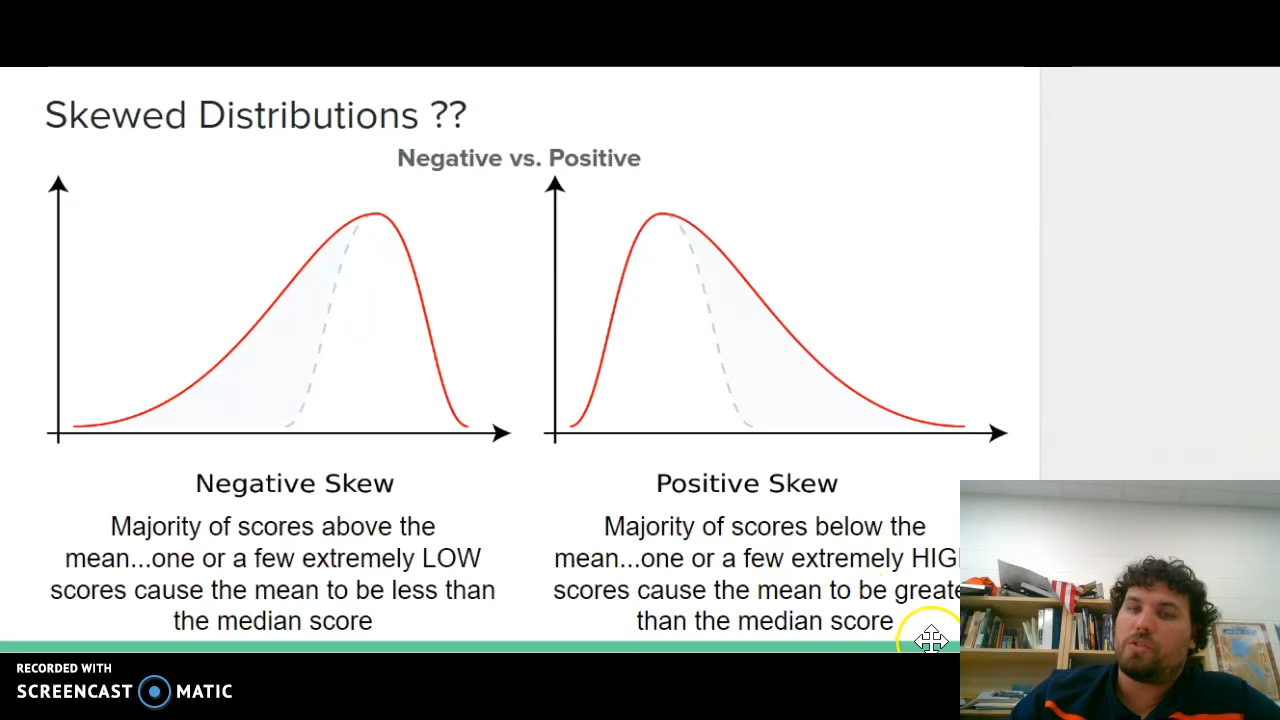 Skewed Distributions ??
Negative vs. Positive
Negative Skew
Positive Skew
Majority of scores above the
mean...one or a few extremely LOW
scores cause the mean to be less than
the median score
Majority of scores below the
mean...one or a few extremely HIG
scores cause the mean to be greate
than the median score
RECORDED WITH
SCREENCAST MATIC